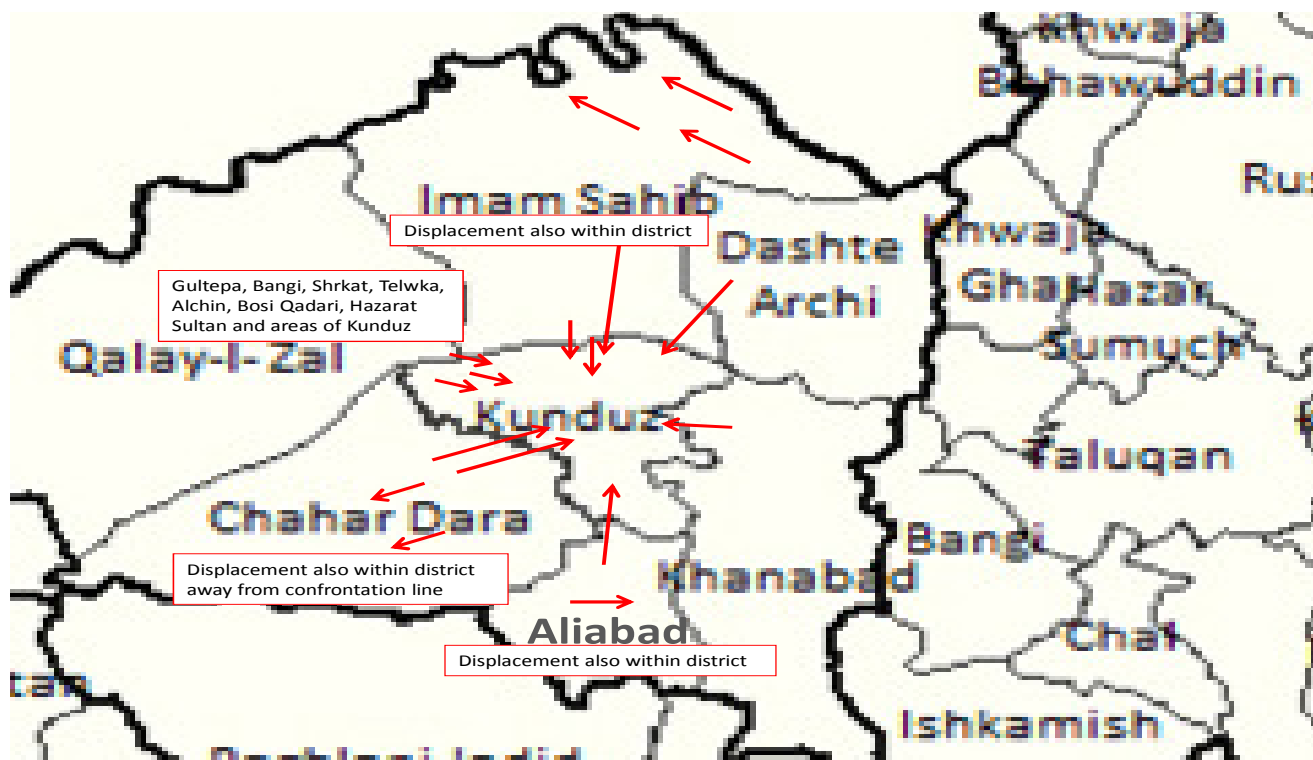 Khwaja
Bahawuddin
Rus
Imam Sahib
Displacement also within district
Dashte
Archi
Khwaja
Gha
Hazar
Sumuch
Gultepa, Bangi, Shrkat, Telwka,
Alchin, Bosi Qadari, Hazarat
Sultan and areas of Kunduz
Qalay-I- Zal
Kunduz
Taluqan
Chahar Dara
Bangi
Displacement also within district
away from confrontation line
Khanabad
Aliabad
Chal
Displacement also within district
tan
Ishkamish